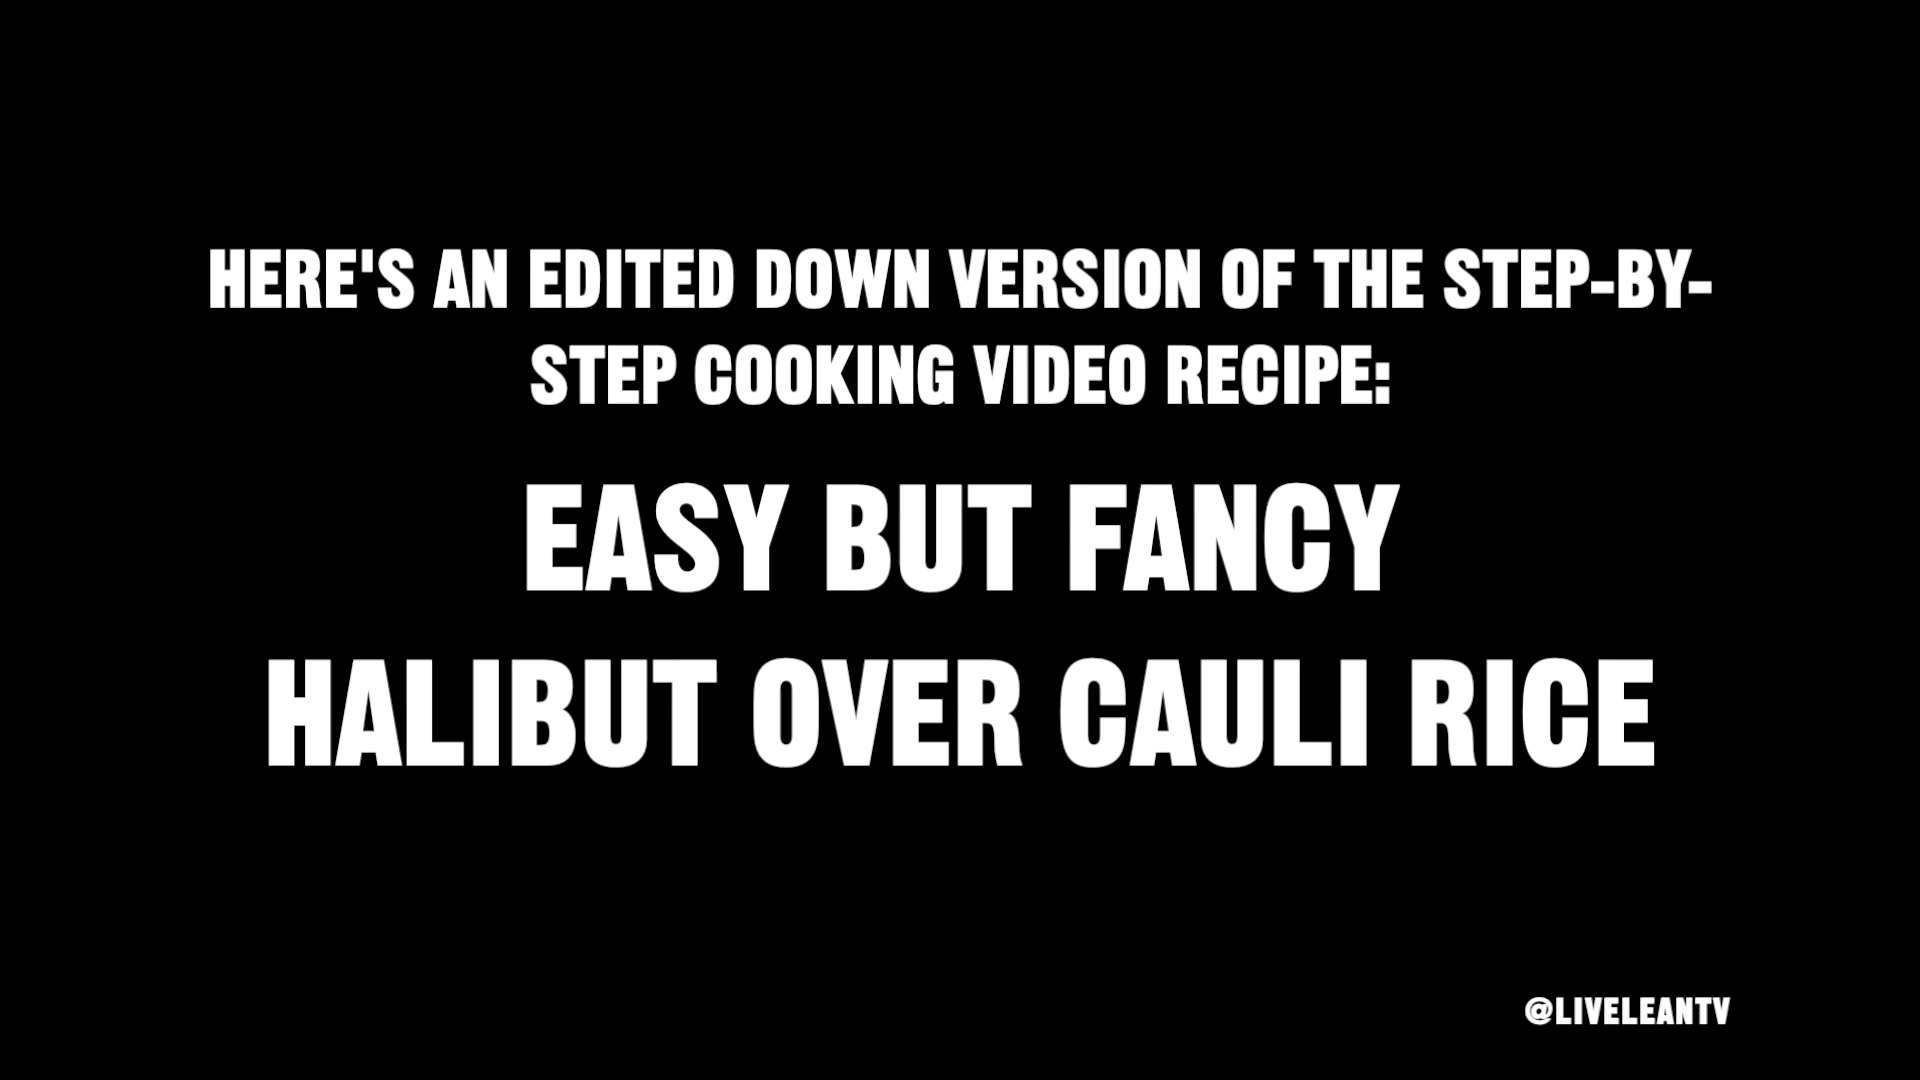 HERE'S AN EDITED DOWN VERSION OF THE STEP-BY-
STEP COOKING VIDEO RECIPE:
EASY BUT FANCY
HALIBUT OVER CAULI RICE
@LIVELEANTV